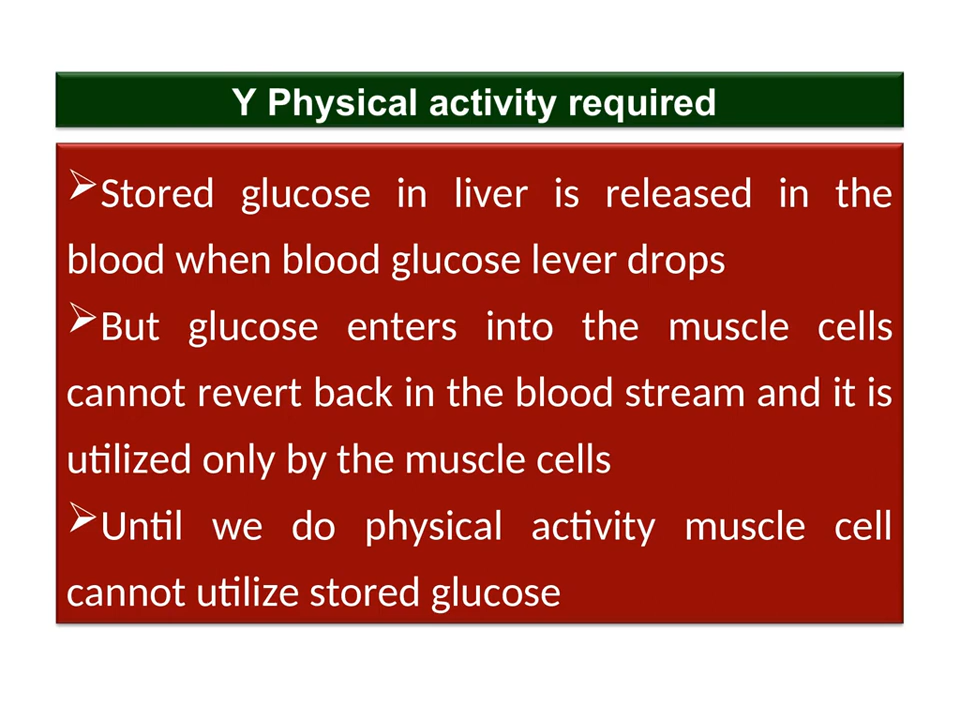 Y Physical activity required
➢Stored glucose in liver is released in the
blood when blood glucose lever drops
➢But glucose enters into the muscle cells
cannot revert back in the blood stream and it is
utilized only by the muscle cells
➢Until we do physical activity muscle cell
cannot utilize stored glucose